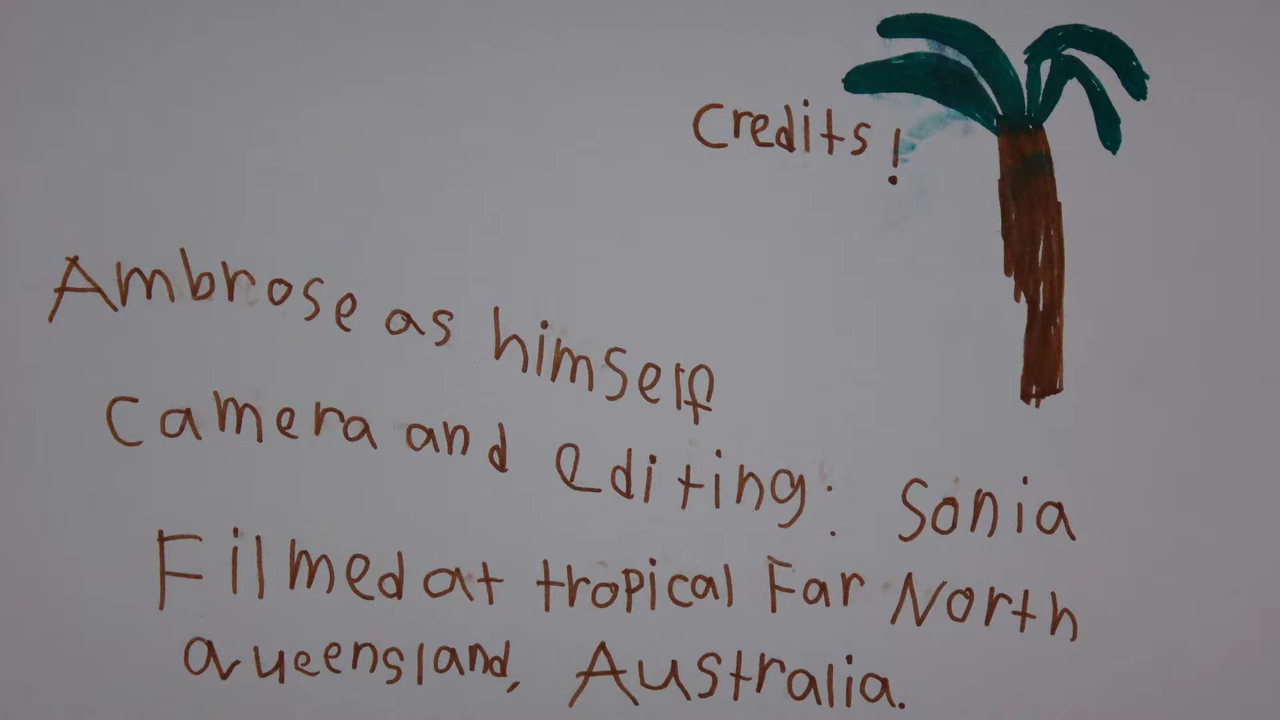 Credits!
Ambrose as himself
Camera and editing: Sonia
Filmed at tropical Far North
Queensland, Australia.